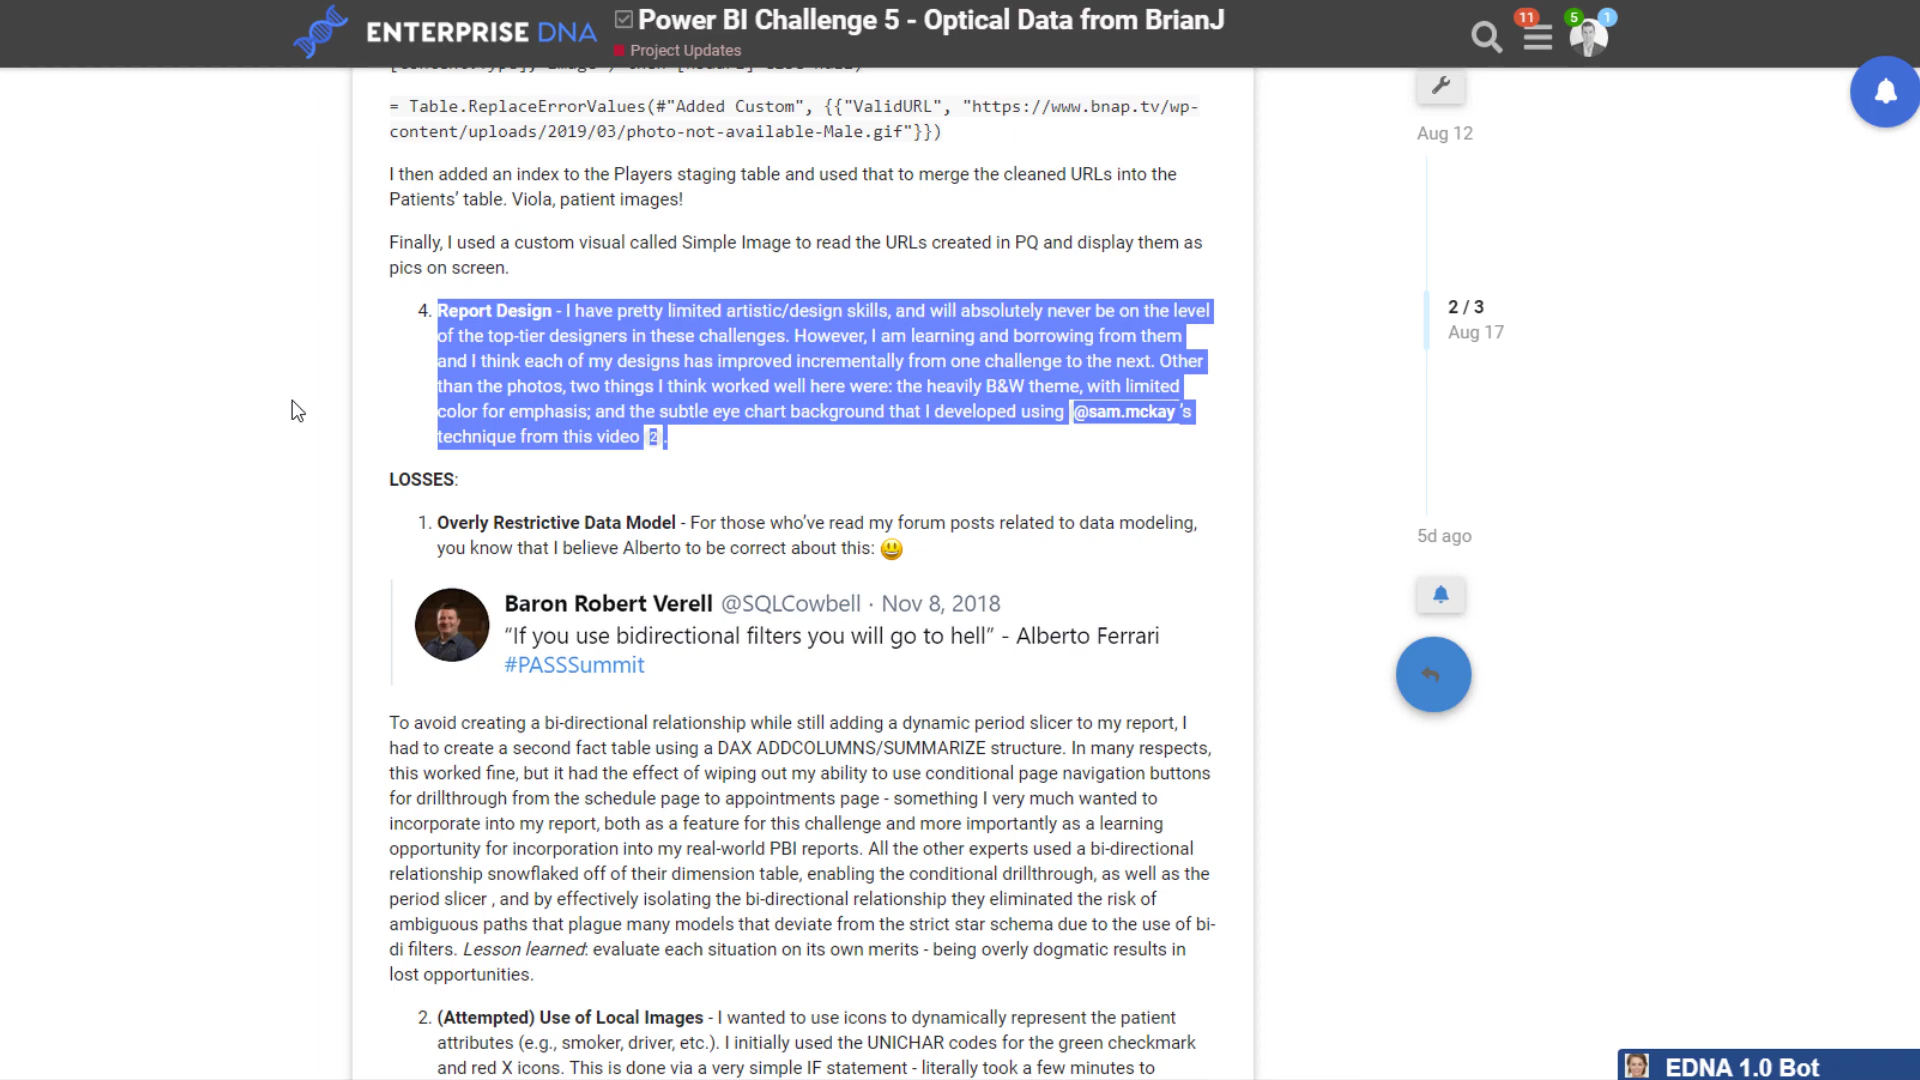 ENTERPRISE DNA
Power BI Challenge 5 - Optical Data from BrianJ
Project Updates
11
5
1
= Table.ReplaceErrorValues(#"Added Custom", {{"ValidURL", "https://www.bnap.tv/wp-
content/uploads/2019/03/photo-not-available-Male.gif"}})
I then added an index to the Players staging table and used that to merge the cleaned URLs into the
Patients’ table. Viola, patient images!
Finally, I used a custom visual called Simple Image to read the URLs created in PQ and display them as
pics on screen.
4. Report Design - I have pretty limited artistic/design skills, and will absolutely never be on the level
of the top-tier designers in these challenges. However, I am learning and borrowing from them
and I think each of my designs has improved incrementally from one challenge to the next. Other
than the photos, two things I think worked well here were: the heavily B&W theme, with limited
color for emphasis; and the subtle eye chart background that I developed using @sam.mckay ’s
technique from this video 2 .
LOSSES:
1. Overly Restrictive Data Model - For those who’ve read my forum posts related to data modeling,
you know that I believe Alberto to be correct about this:
Baron Robert Verell @SQLCowbell · Nov 8, 2018
“If you use bidirectional filters you will go to hell” - Alberto Ferrari
#PASSSummit
To avoid creating a bi-directional relationship while still adding a dynamic period slicer to my report, I
had to create a second fact table using a DAX ADDCOLUMNS/SUMMARIZE structure. In many respects,
this worked fine, but it had the effect of wiping out my ability to use conditional page navigation buttons
for drillthrough from the schedule page to appointments page - something I very much wanted to
incorporate into my report, both as a feature for this challenge and more importantly as a learning
opportunity for incorporation into my real-world PBI reports. All the other experts used a bi-directional
relationship snowflaked off of their dimension table, enabling the conditional drillthrough, as well as the
period slicer , and by effectively isolating the bi-directional relationship they eliminated the risk of
ambiguous paths that plague many models that deviate from the strict star schema due to the use of bi-
di filters. Lesson learned: evaluate each situation on its own merits - being overly dogmatic results in
lost opportunities.
2. (Attempted) Use of Local Images - I wanted to use icons to dynamically represent the patient
attributes (e.g., smoker, driver, etc.). I initially used the UNICHAR codes for the green checkmark
and red X icons. This is done via a very simple IF statement - literally took a few minutes to
Aug 12
2 / 3
Aug 17
5d ago
EDNA 1.0 Bot